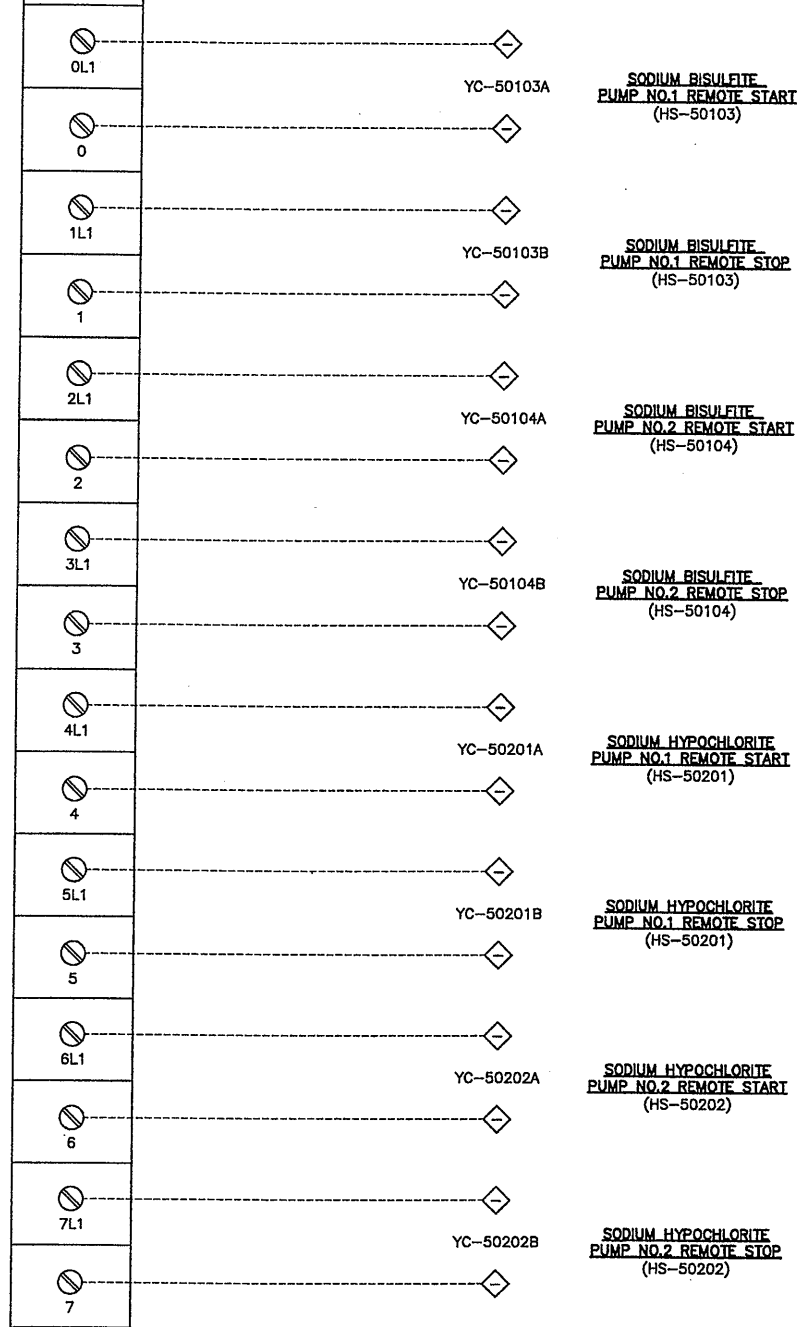 0L1
YC-50103A
SODIUM BISULFITE
PUMP NO.1 REMOTE START
(HS-50103)
0
1L1
YC-50103B
SODIUM BISULFITE
PUMP NO.1 REMOTE STOP
(HS-50103)
1
2L1
YC-50104A
SODIUM BISULFITE
PUMP NO.2 REMOTE START
(HS-50104)
2
3L1
YC-50104B
SODIUM BISULFITE
PUMP NO.2 REMOTE STOP
(HS-50104)
3
4L1
YC-50201A
SODIUM HYPOCHLORITE
PUMP NO.1 REMOTE START
(HS-50201)
4
5L1
YC-50201B
SODIUM HYPOCHLORITE
PUMP NO.1 REMOTE STOP
(HS-50201)
5
6L1
YC-50202A
SODIUM HYPOCHLORITE
PUMP NO.2 REMOTE START
(HS-50202)
6
7L1
YC-50202B
SODIUM HYPOCHLORITE
PUMP NO.2 REMOTE STOP
(HS-50202)
7